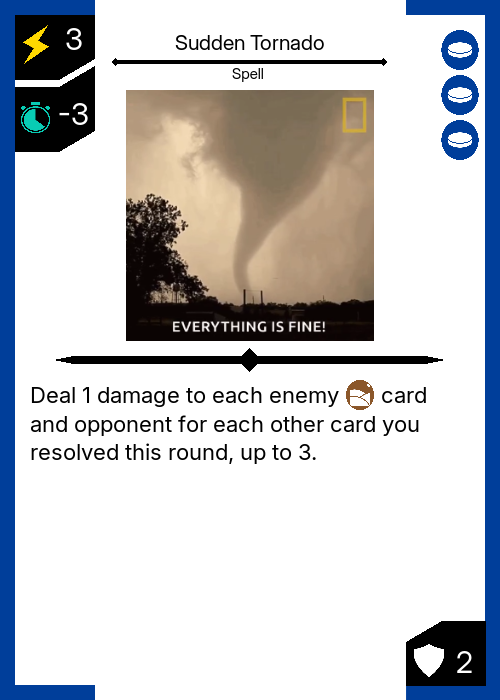 3
Sudden Tornado
Spell
-3
EVERYTHING IS FINE!
Deal 1 damage to each enemy card
and opponent for each other card you
resolved this round, up to 3.
2